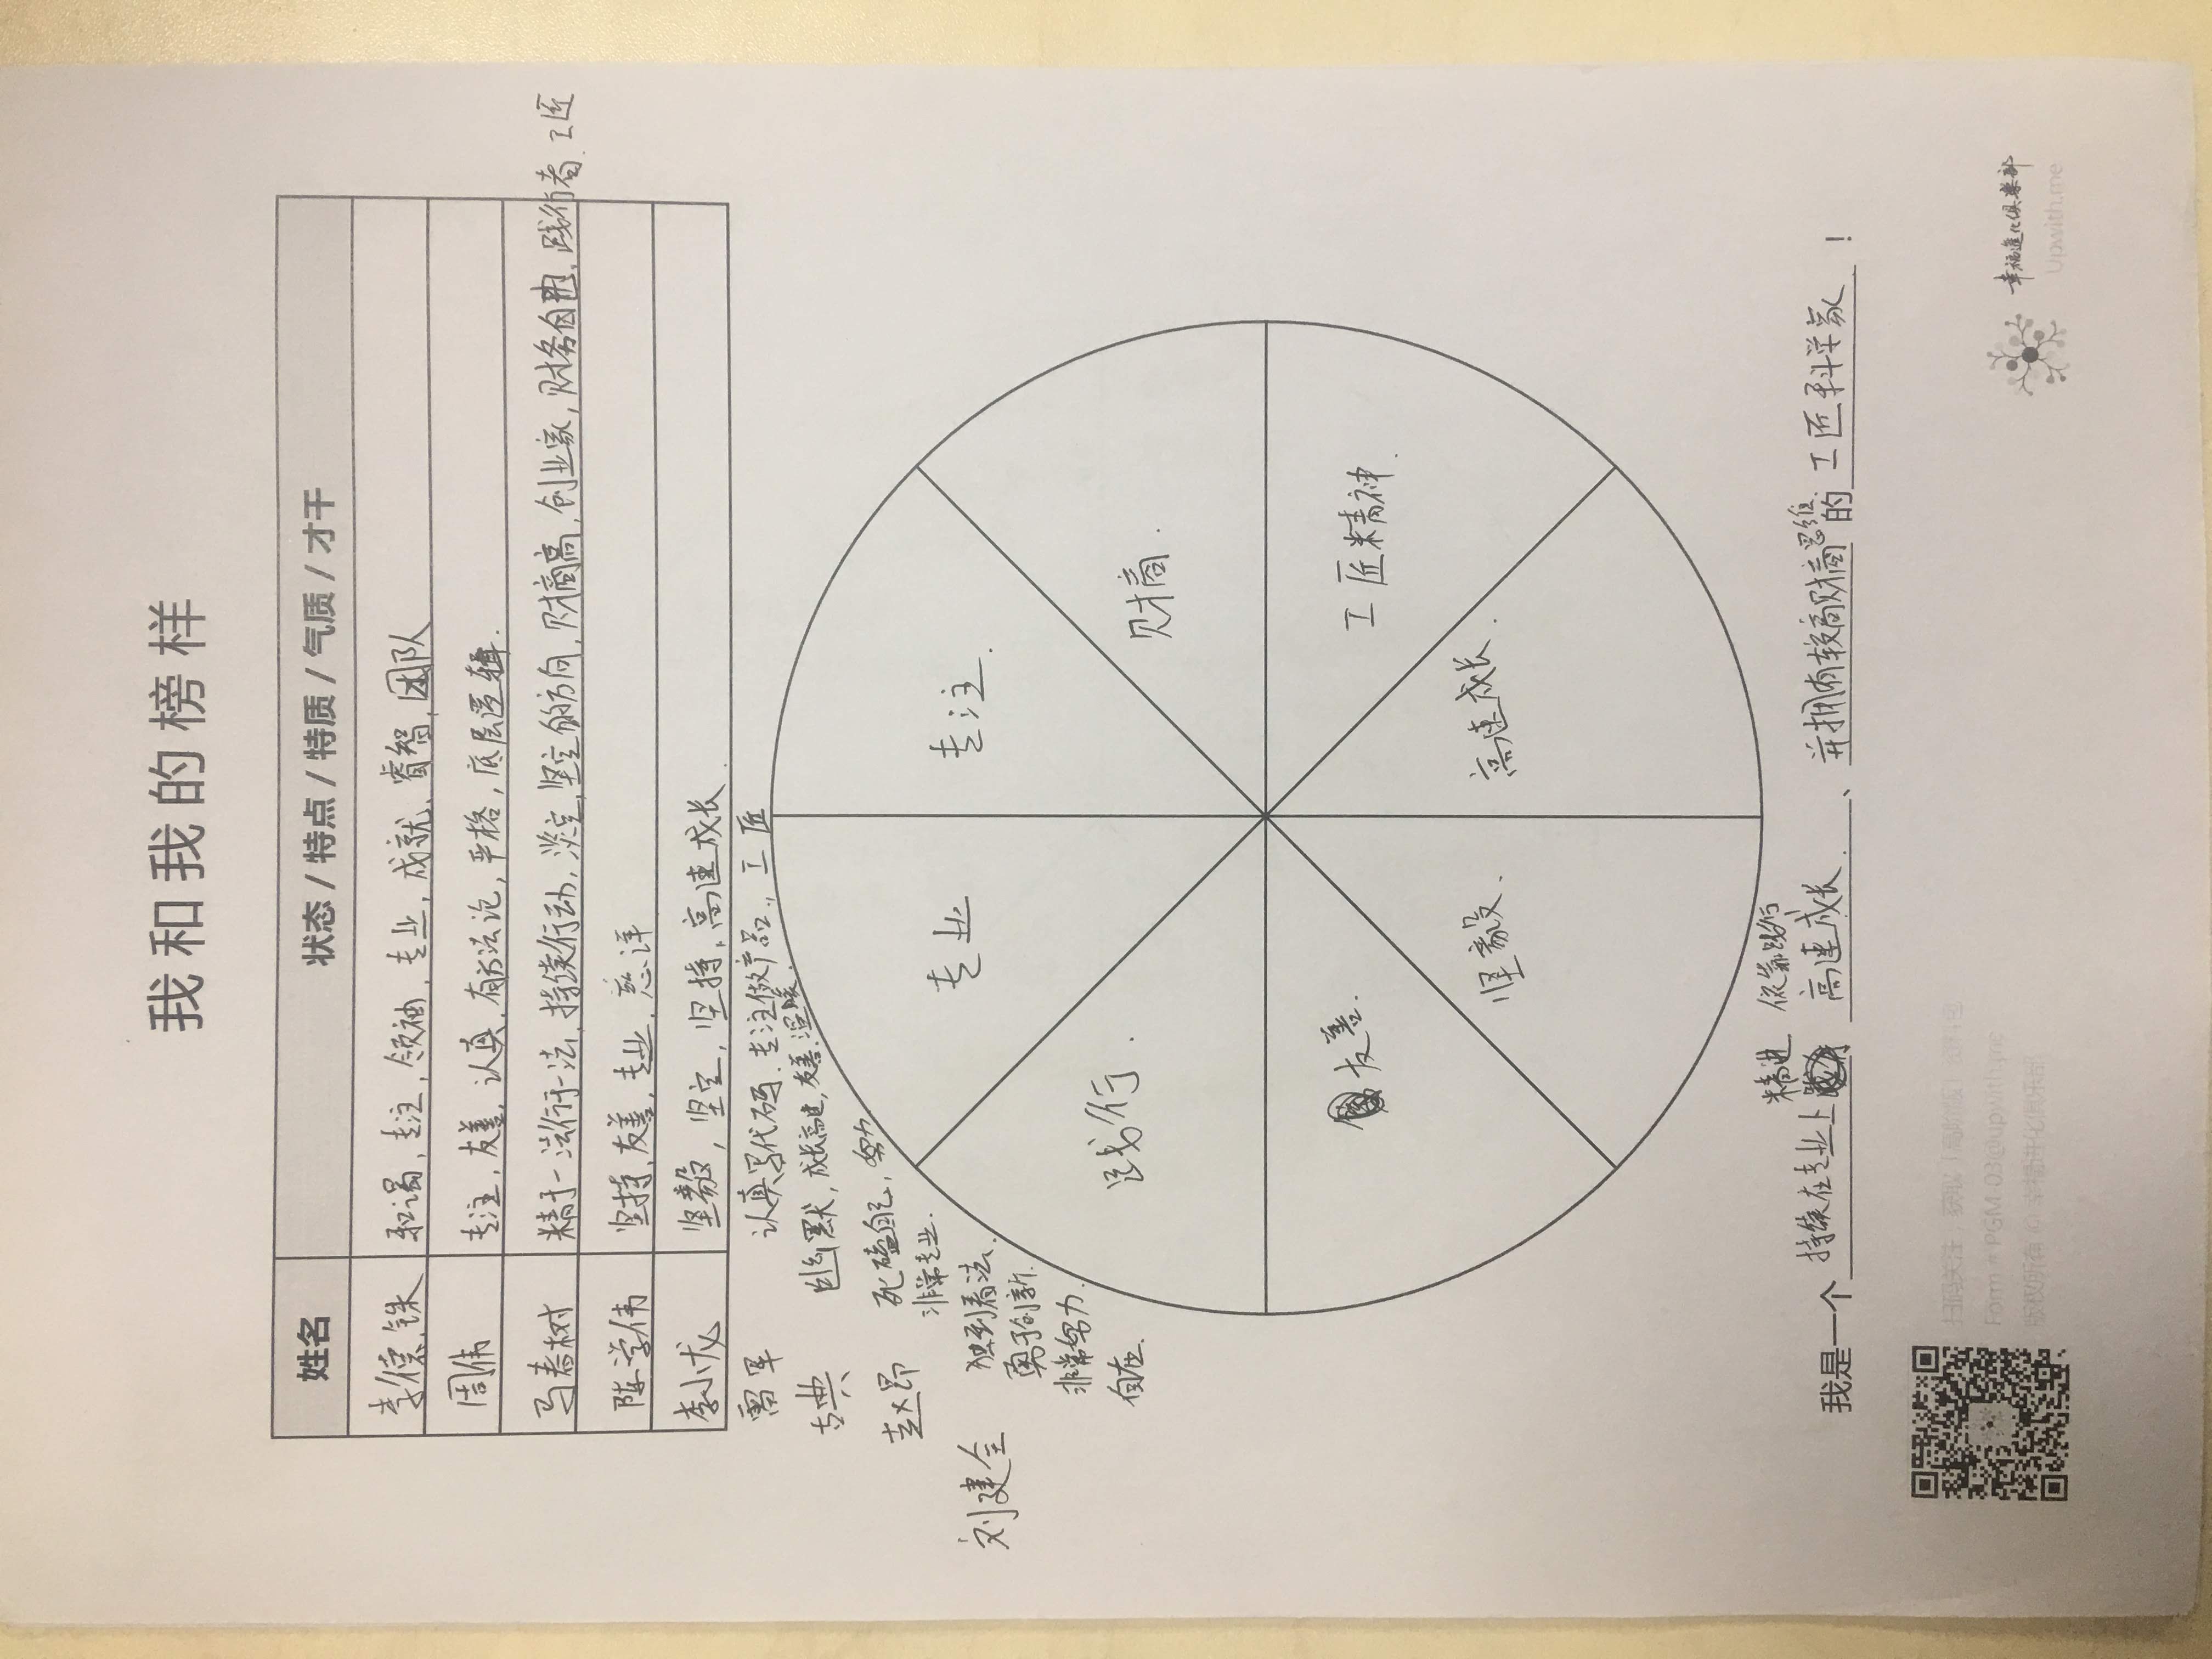 我和我的榜样
姓名 状态 / 特点 / 特质 / 气质 / 才干
李德铢 和谒, 专注, 领袖, 专业, 成就, 睿智, 团队
周伟 专注, 友善, 认真, 有方法论, 严格, 底层逻辑.
马春树 精于一法行于一法, 持续行动, 淡定, 坚定的方向, 财商高, 创业家, 财务自由, 践行者, 工匠
陈学伟 坚持, 友善, 专业, 慈详
李小龙 坚毅, 坚定, 坚持, 高速成长.
雷军 认真写代码, 专注做产品, 工匠
古典 幽默, 成长高速, 友善, 温暖.
赵昂 死磕自己, 努力
非常专业.
刘建全 独到看法,
勇于创新.
非常努力.
自在.
专业 专注.
践行. 财商.
友善. 工匠精神.
坚毅. 高速成长.
精进 依靠践行
我是一个 持续在专业上 高速成长. 、 并拥有较高财商思维. 的 工匠科学家 !
扫码关注，获取「高阶版」资料包
Form # PGM-03@upwith.me
版权所有 © 幸福进化俱乐部
幸福進化俱樂部
Upwith.me